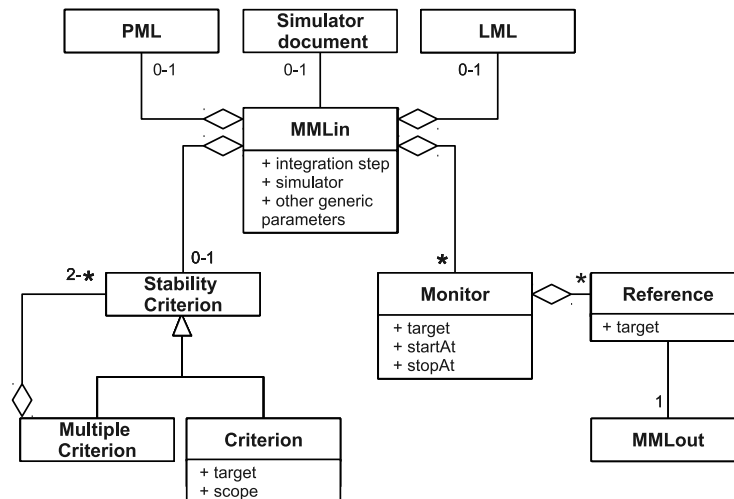 PML
Simulator
document
LML
0-1
0-1
0-1
MMLin
+ integration step
+ simulator
+ other generic
parameters
2-*
0-1
*
*
Stability
Criterion
Monitor
+ target
+ startAt
+ stopAt
Reference
+ target
1
Multiple
Criterion
Criterion
+ target
+ scope
MMLout